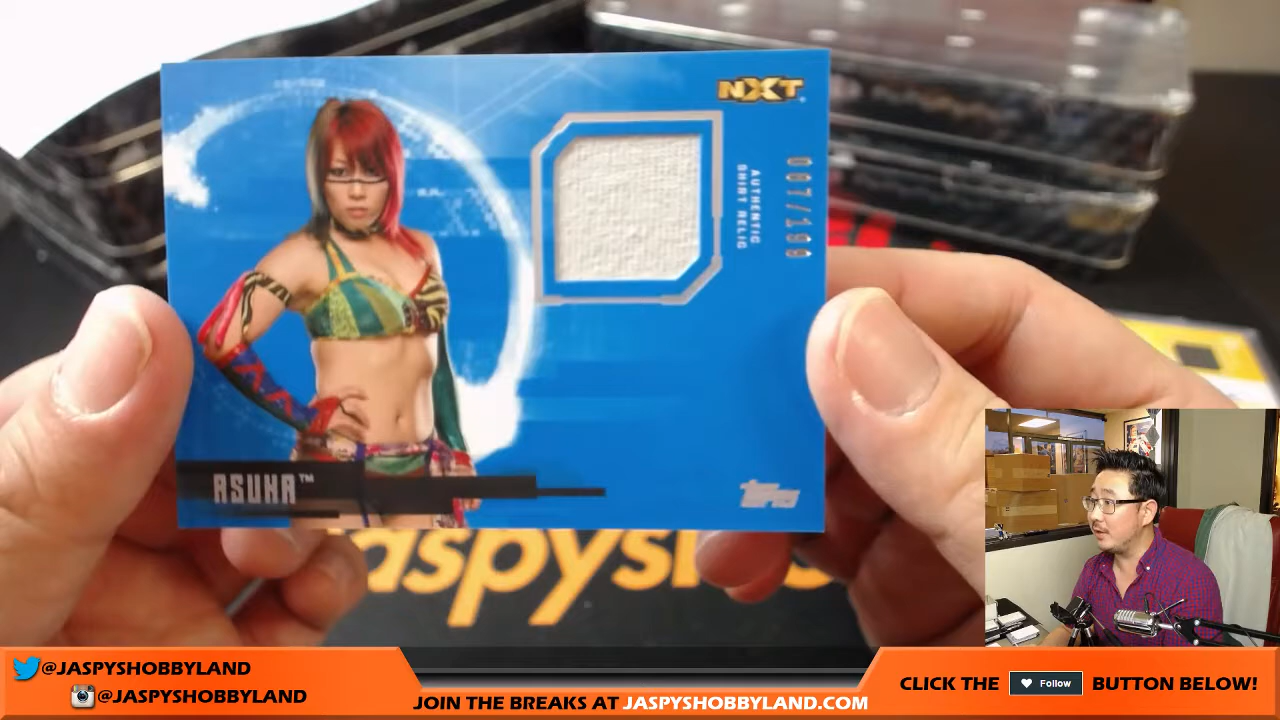 NXT
AUTHENTIC
SHIRT RELIC
007/199
ASUKA™
TOPPS
@JASPYSHOBBYLAND
@JASPYSHOBBYLAND
JOIN THE BREAKS AT JASPYSHOBBYLAND.COM
CLICK THE Follow BUTTON BELOW!